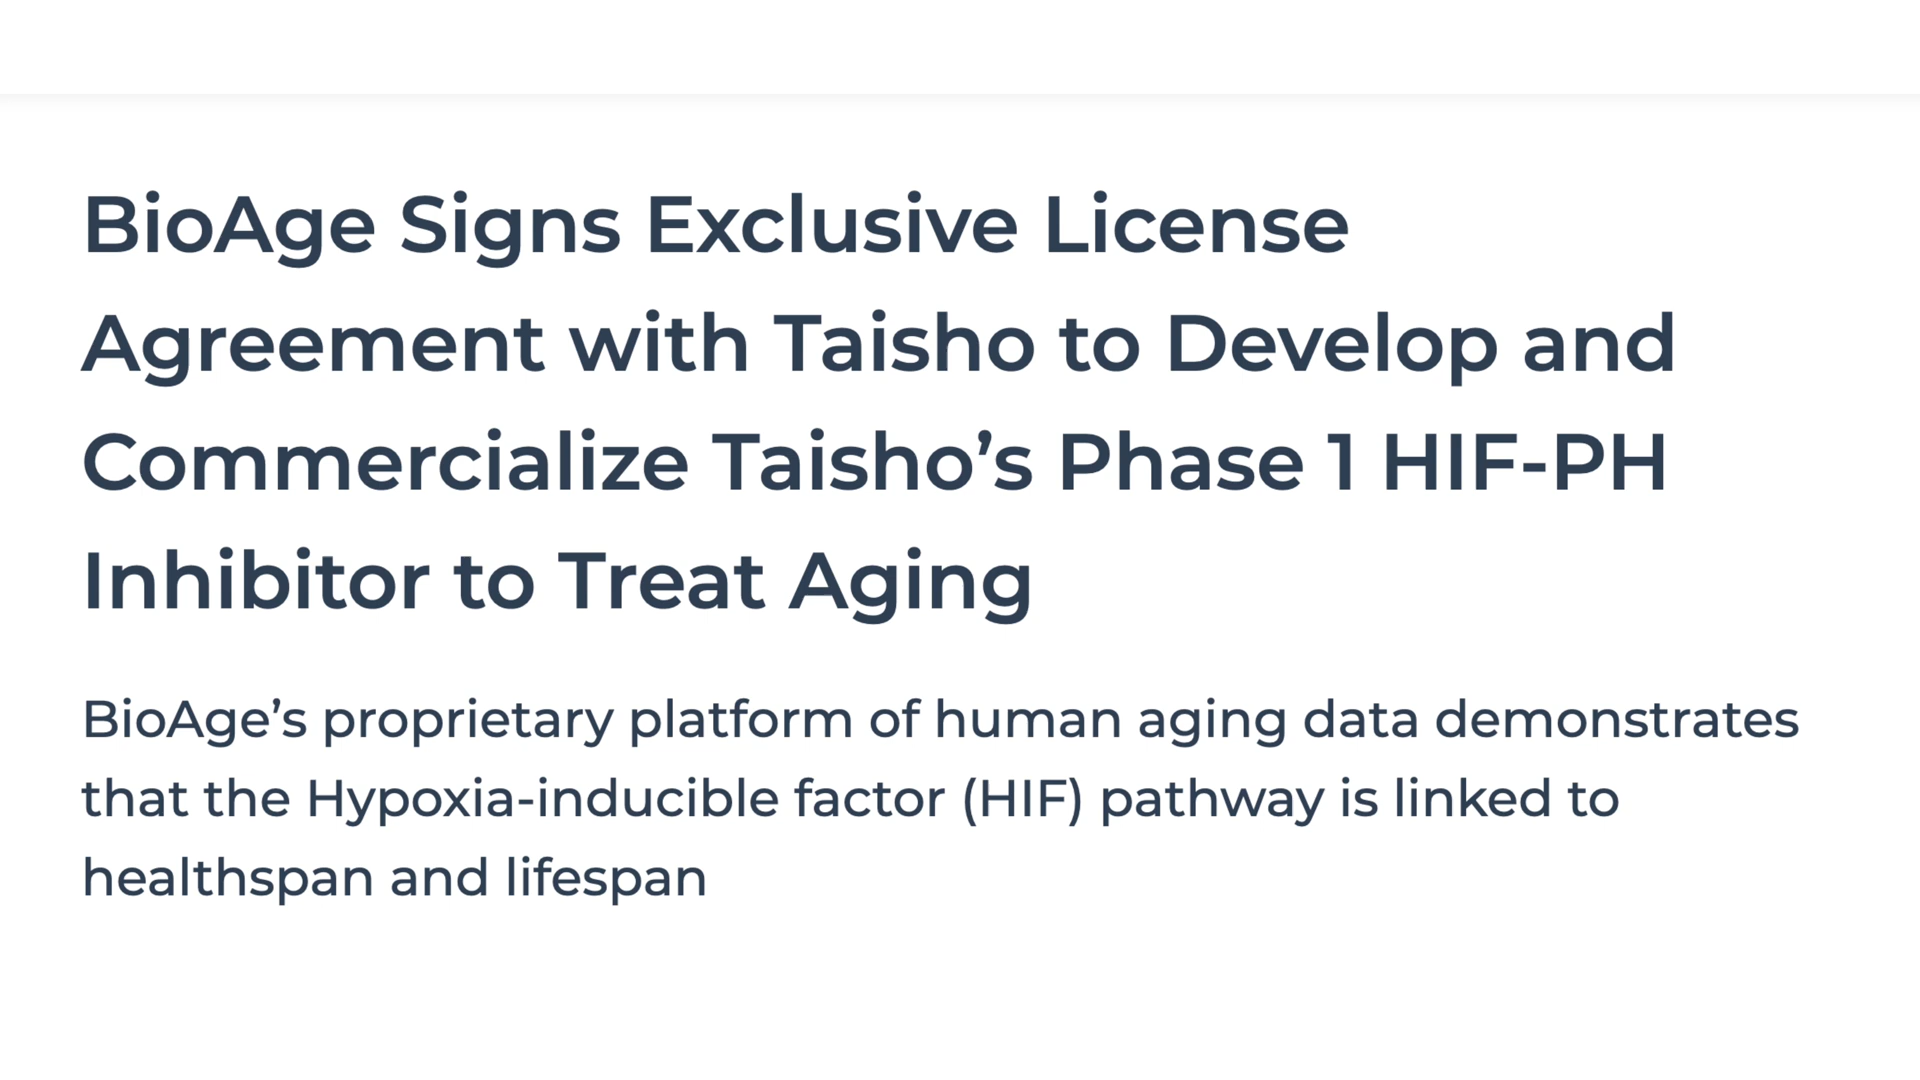 BioAge Signs Exclusive License
Agreement with Taisho to Develop and
Commercialize Taisho’s Phase 1 HIF-PH
Inhibitor to Treat Aging
BioAge’s proprietary platform of human aging data demonstrates
that the Hypoxia-inducible factor (HIF) pathway is linked to
healthspan and lifespan